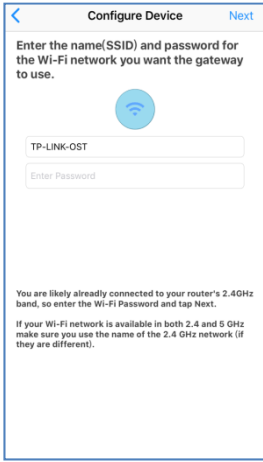 Configure Device Next
Enter the name(SSID) and password for
the Wi-Fi network you want the gateway
to use.
TP-LINK-OST
Enter Password
You are likely alreadly connected to your router's 2.4GHz
band, so enter the Wi-Fi Password and tap Next.
If your Wi-Fi network is available in both 2.4 and 5 GHz
make sure you use the name of the 2.4 GHz network (if
they are different).